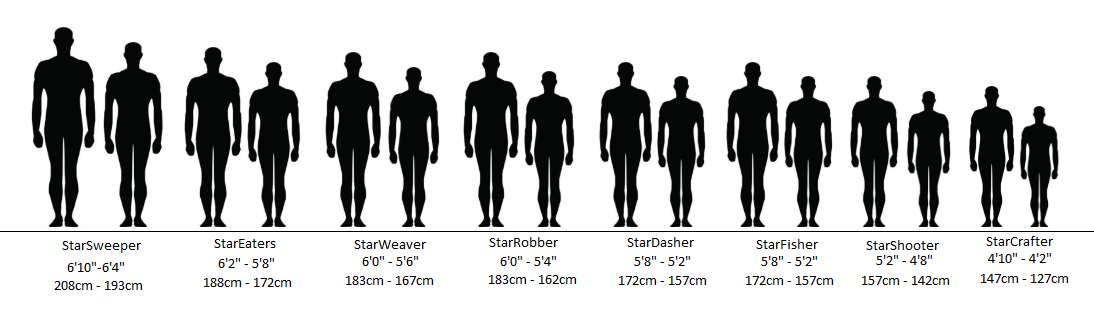 StarSweeper
6'10"-6'4"
208cm - 193cm
StarEaters
6'2" - 5'8"
188cm - 172cm
StarWeaver
6'0" - 5'6"
183cm - 167cm
StarRobber
6'0" - 5'4"
183cm - 162cm
StarDasher
5'8" - 5'2"
172cm - 157cm
StarFisher
5'8" - 5'2"
172cm - 157cm
StarShooter
5'2" - 4'8"
157cm - 142cm
StarCrafter
4'10" - 4'2"
147cm - 127cm